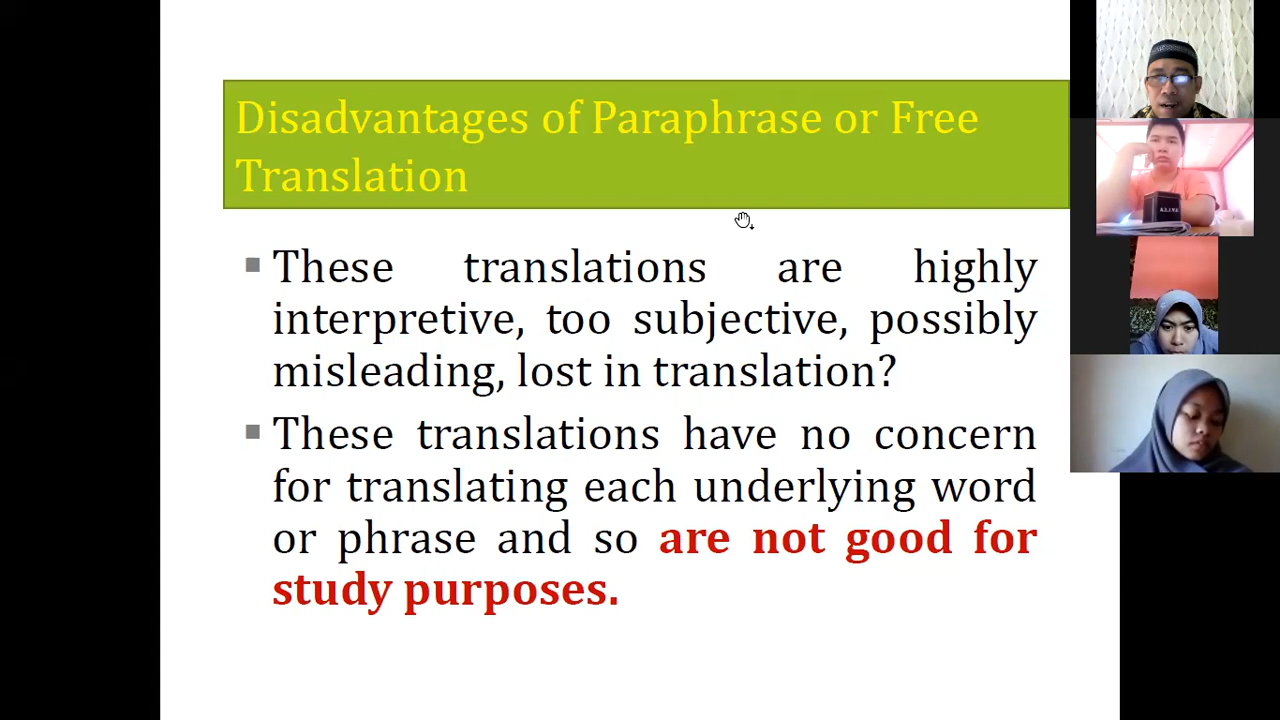 Disadvantages of Paraphrase or Free
Translation
▪ These translations are highly
interpretive, too subjective, possibly
misleading, lost in translation?
▪ These translations have no concern
for translating each underlying word
or phrase and so are not good for
study purposes.